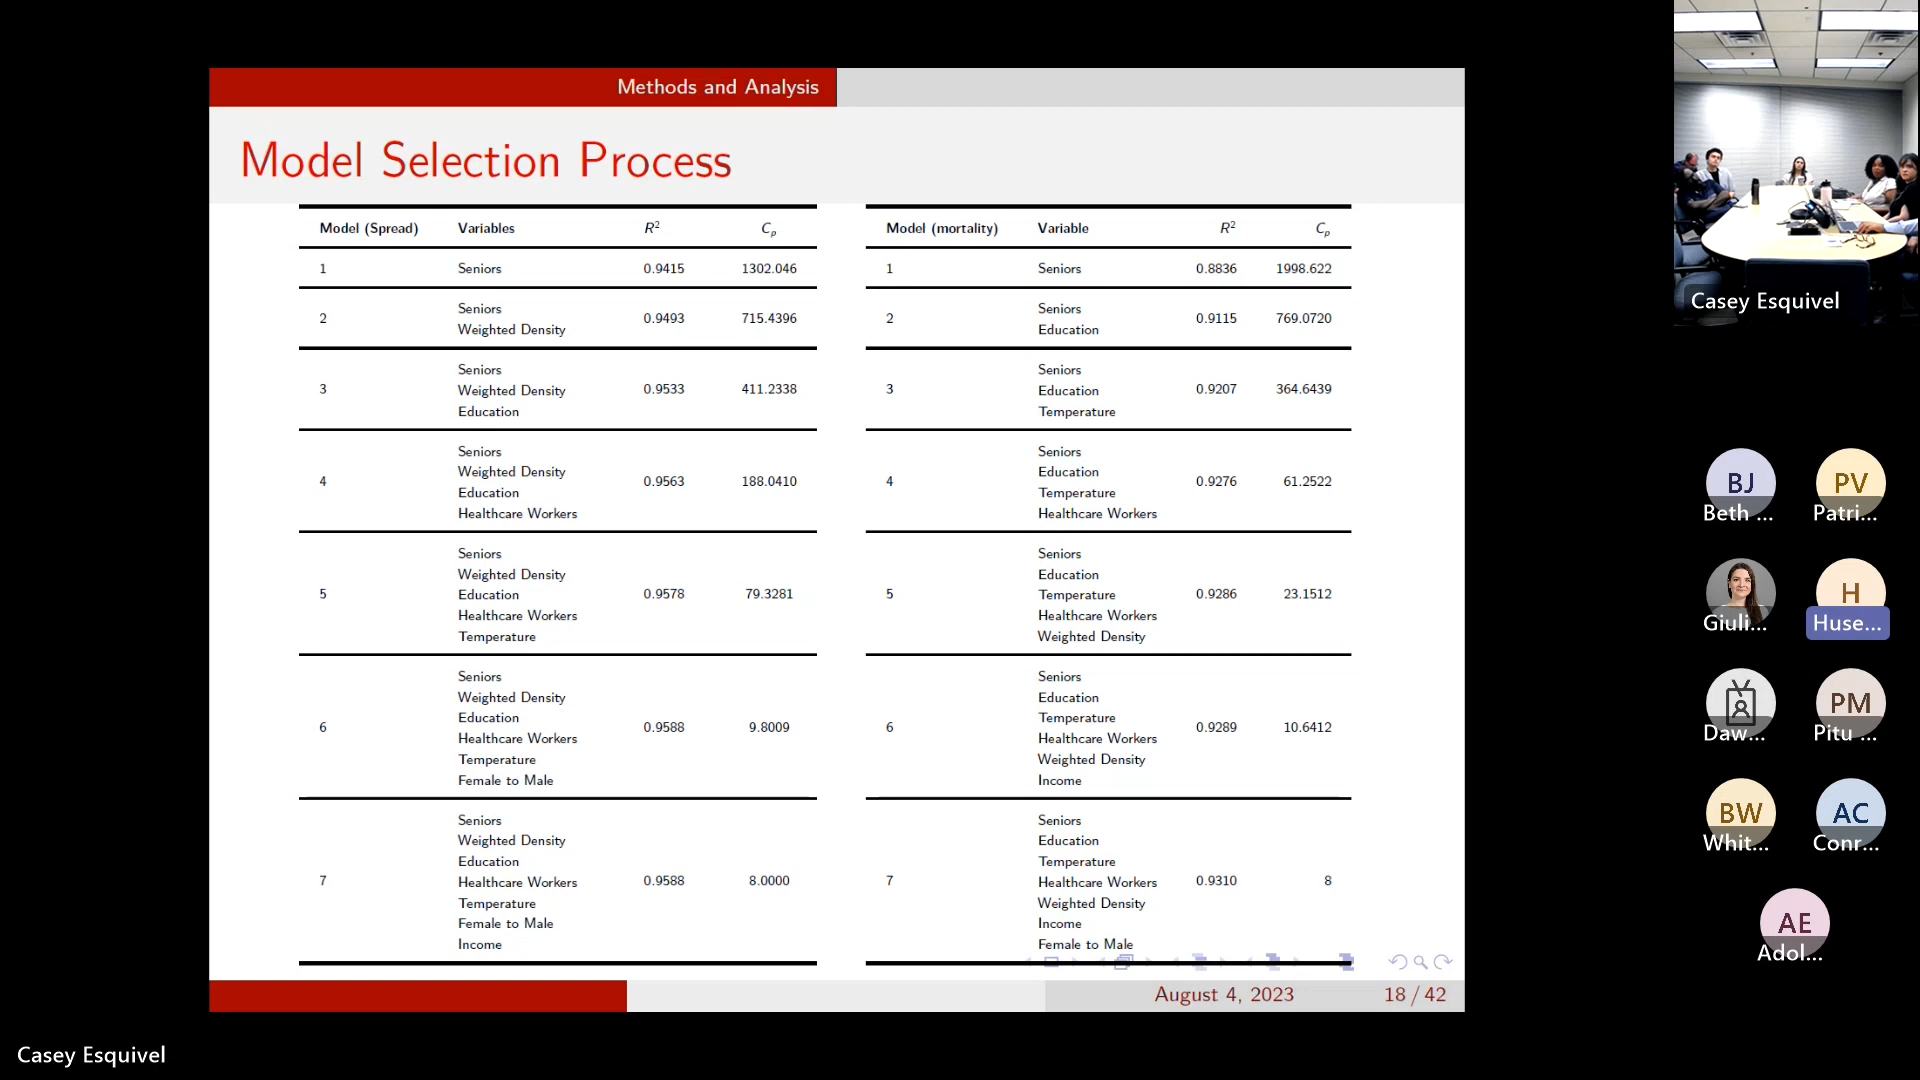 Methods and Analysis
Model Selection Process
Model (Spread) Variables R² Cp
1 Seniors 0.9415 1302.046
Seniors
2 0.9493 715.4396
Weighted Density
Seniors
3 Weighted Density 0.9533 411.2338
Education
Seniors
Weighted Density
4 0.9563 188.0410
Education
Healthcare Workers
Seniors
Weighted Density
5 Education 0.9578 79.3281
Healthcare Workers
Temperature
Seniors
Weighted Density
Education
6 0.9588 9.8009
Healthcare Workers
Temperature
Female to Male
Seniors
Weighted Density
Education
7 Healthcare Workers 0.9588 8.0000
Temperature
Female to Male
Income
Model (mortality) Variable R² Cp
1 Seniors 0.8836 1998.622
Seniors
2 0.9115 769.0720
Education
Seniors
3 Education 0.9207 364.6439
Temperature
Seniors
Education
4 0.9276 61.2522
Temperature
Healthcare Workers
Seniors
Education
5 Temperature 0.9286 23.1512
Healthcare Workers
Weighted Density
Seniors
Education
Temperature
6 0.9289 10.6412
Healthcare Workers
Weighted Density
Income
Seniors
Education
Temperature
7 Healthcare Workers 0.9310 8
Weighted Density
Income
Female to Male
August 4, 2023 18 / 42
Casey Esquivel
BJ
Beth ...
PV
Patri...
Giuli...
H
Huse...
Daw...
PM
Pitu ...
BW
Whit...
AC
Conr...
AE
Adol...
Casey Esquivel